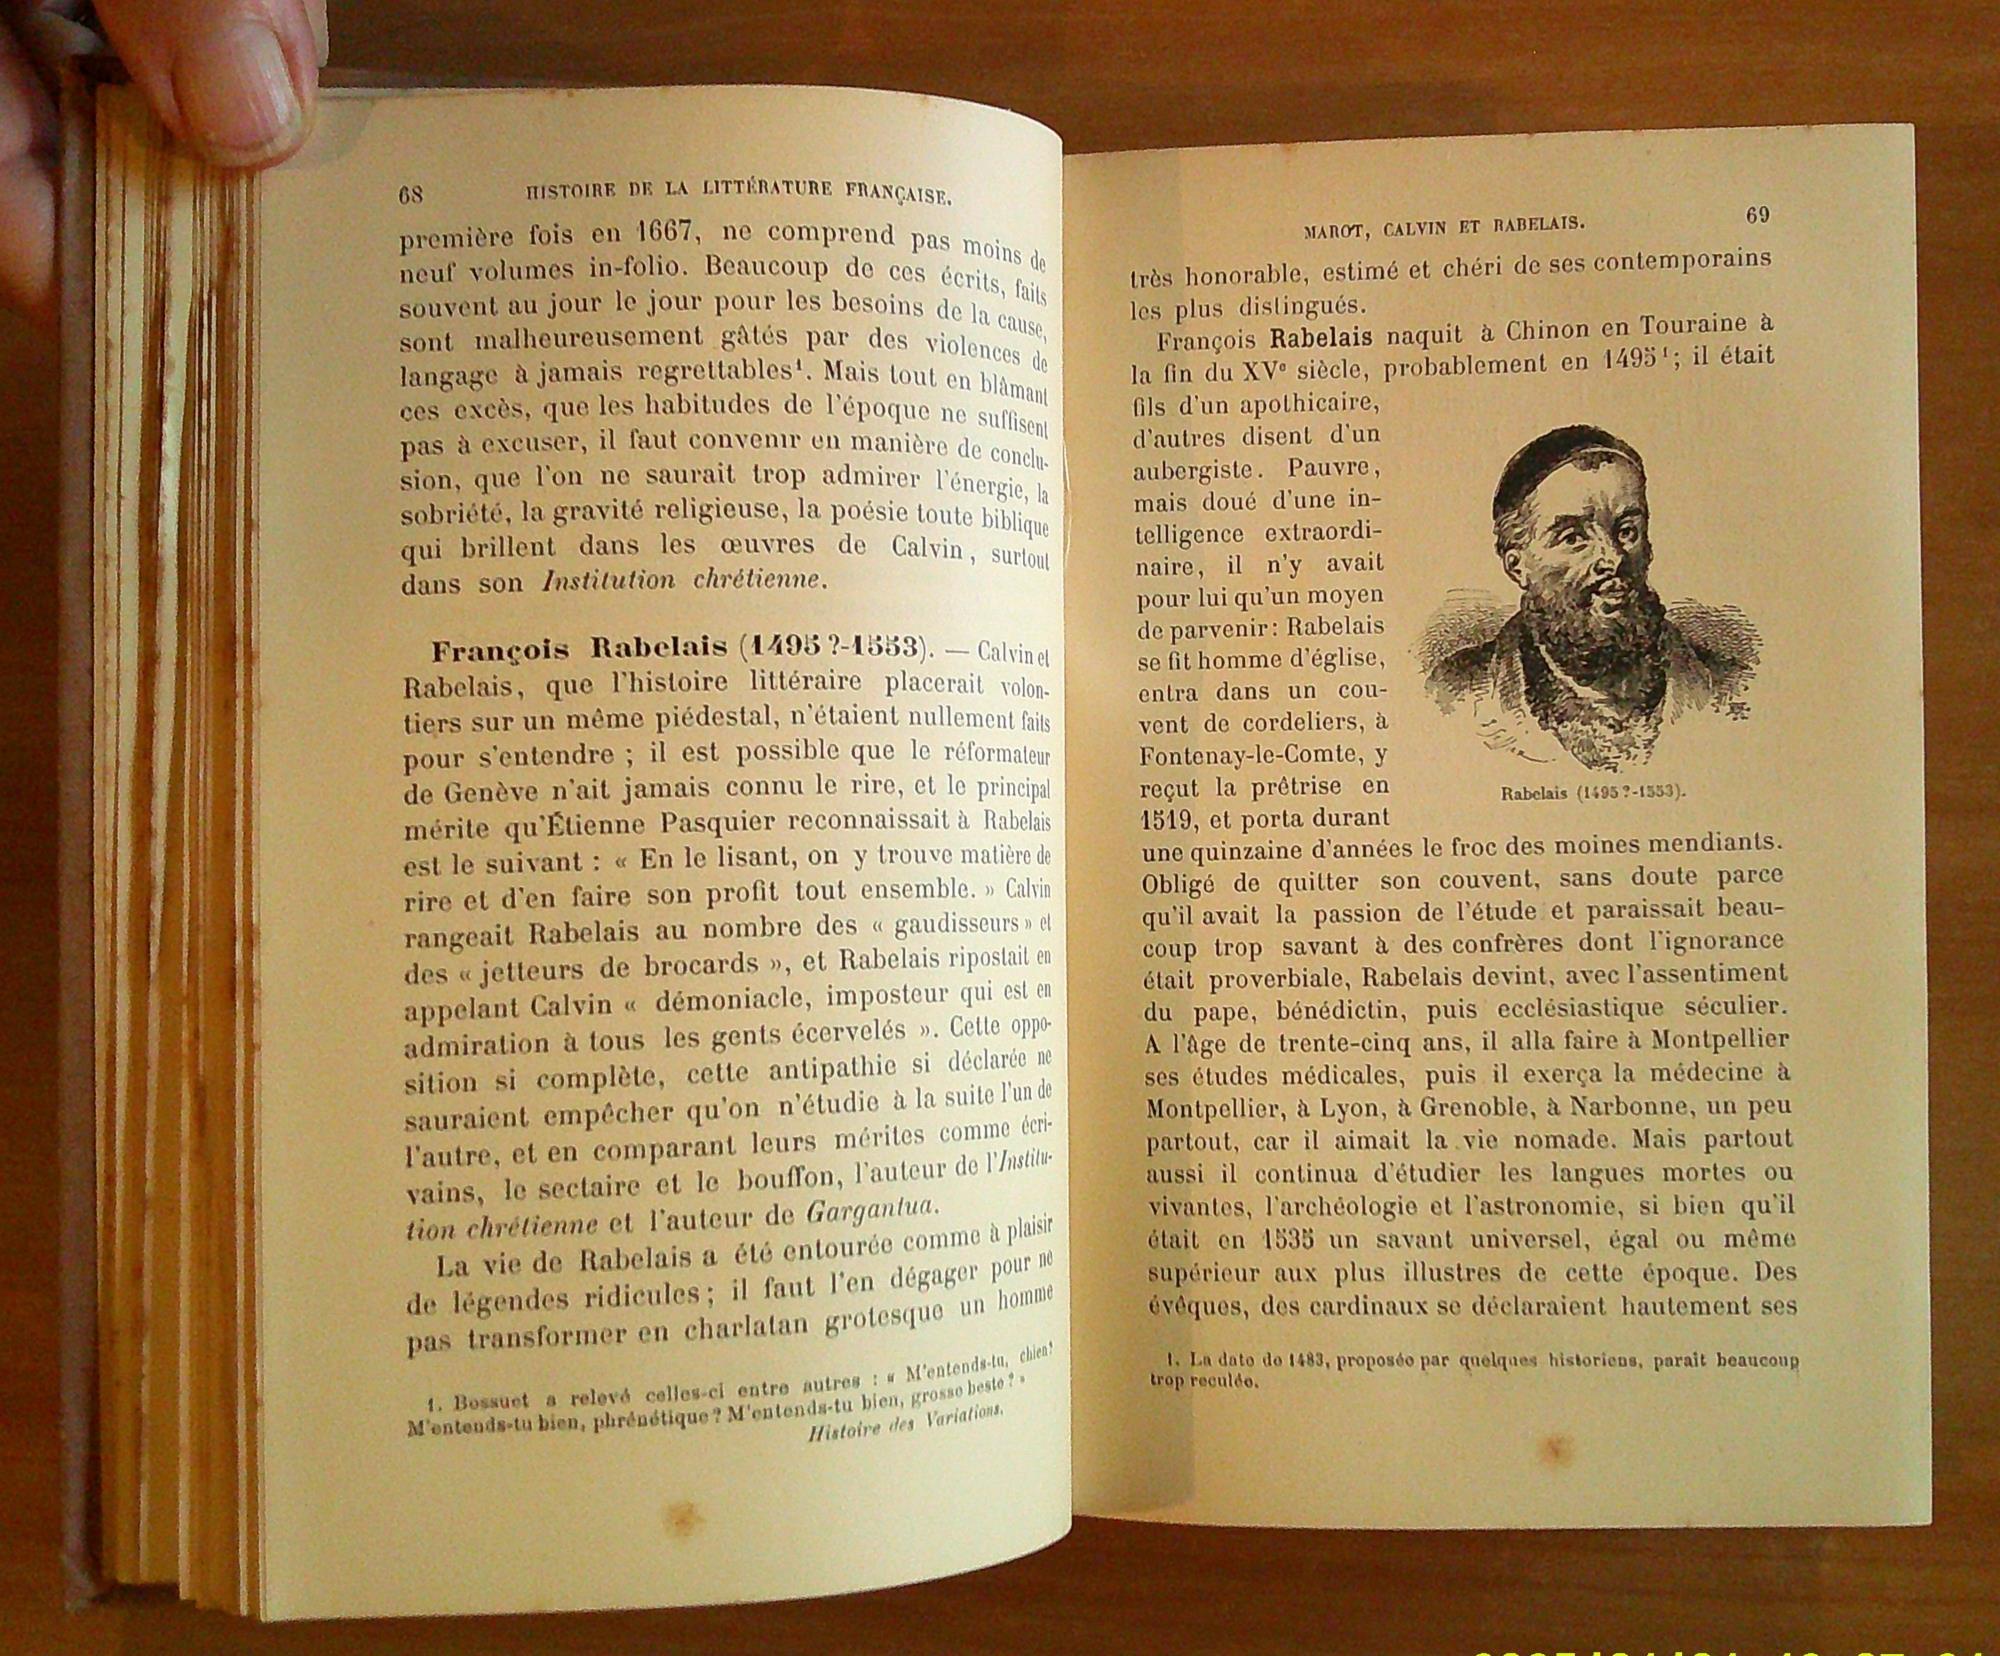 68 HISTOIRE DE LA LITTÉRATURE FRANÇAISE.
première fois en 1667, ne comprend pas moins de
neuf volumes in-folio. Beaucoup de ces écrits, faits
souvent au jour le jour pour les besoins de la cause,
sont malheureusement gâtés par des violences de
langage à jamais regrettables¹. Mais tout en blâmant
ces excès, que les habitudes de l'époque ne suffisent
pas à excuser, il faut convenir en manière de conclu-
sion, que l'on ne saurait trop admirer l'énergie, la
sobriété, la gravité religieuse, la poésie toute biblique
qui brillent dans les œuvres de Calvin, surtout
dans son Institution chrétienne.
François Rabelais (1495?-1553). — Calvin et
Rabelais, que l'histoire littéraire placerait volon-
tiers sur un même piédestal, n'étaient nullement faits
pour s'entendre ; il est possible que le réformateur
de Genève n'ait jamais connu le rire, et le principal
mérite qu'Étienne Pasquier reconnaissait à Rabelais
est le suivant : « En le lisant, on y trouve matière de
rire et d'en faire son profit tout ensemble. » Calvin
rangeait Rabelais au nombre des « gaudisseurs » et
des « jetteurs de brocards », et Rabelais ripostait en
appelant Calvin « démoniacle, imposteur qui est en
admiration à tous les gents écervelés ». Cette oppo-
sition si complète, cette antipathie si déclarée ne
sauraient empêcher qu'on n'étudie à la suite l'un de
l'autre, et en comparant leurs mérites comme écri-
vains, le sectaire et le bouffon, l'auteur de l'Institu-
tion chrétienne et l'auteur de Gargantua.
La vie de Rabelais a été entourée comme à plaisir
de légendes ridicules ; il faut l'en dégager pour ne
pas transformer en charlatan grotesque un homme
1. Bossuet a relevé celles-ci entre autres : « M'entends-tu, chien?
M'entends-tu bien, phrénétique? M'entends-tu bien, grosse beste? »
Histoire des Variations.
MAROT, CALVIN ET RABELAIS. 69
très honorable, estimé et chéri de ses contemporains
les plus distingués.
François Rabelais naquit à Chinon en Touraine à
la fin du XVe siècle, probablement en 1495¹; il était
fils d'un apothicaire,
d'autres disent d'un
aubergiste. Pauvre,
mais doué d'une in-
telligence extraordi-
naire, il n'y avait
pour lui qu'un moyen
de parvenir: Rabelais
se fit homme d'église,
entra dans un cou-
vent de cordeliers, à
Fontenay-le-Comte, y
reçut la prêtrise en
1519, et porta durant
Rabelais (1495?-1553).
une quinzaine d'années le froc des moines mendiants.
Obligé de quitter son couvent, sans doute parce
qu'il avait la passion de l'étude et paraissait beau-
coup trop savant à des confrères dont l'ignorance
était proverbiale, Rabelais devint, avec l'assentiment
du pape, bénédictin, puis ecclésiastique séculier.
A l'âge de trente-cinq ans, il alla faire à Montpellier
ses études médicales, puis il exerça la médecine à
Montpellier, à Lyon, à Grenoble, à Narbonne, un peu
partout, car il aimait la vie nomade. Mais partout
aussi il continua d'étudier les langues mortes ou
vivantes, l'archéologie et l'astronomie, si bien qu'il
était en 1535 un savant universel, égal ou même
supérieur aux plus illustres de cette époque. Des
évêques, des cardinaux se déclaraient hautement ses
1. La date de 1483, proposée par quelques historiens, paraît beaucoup
trop reculée.